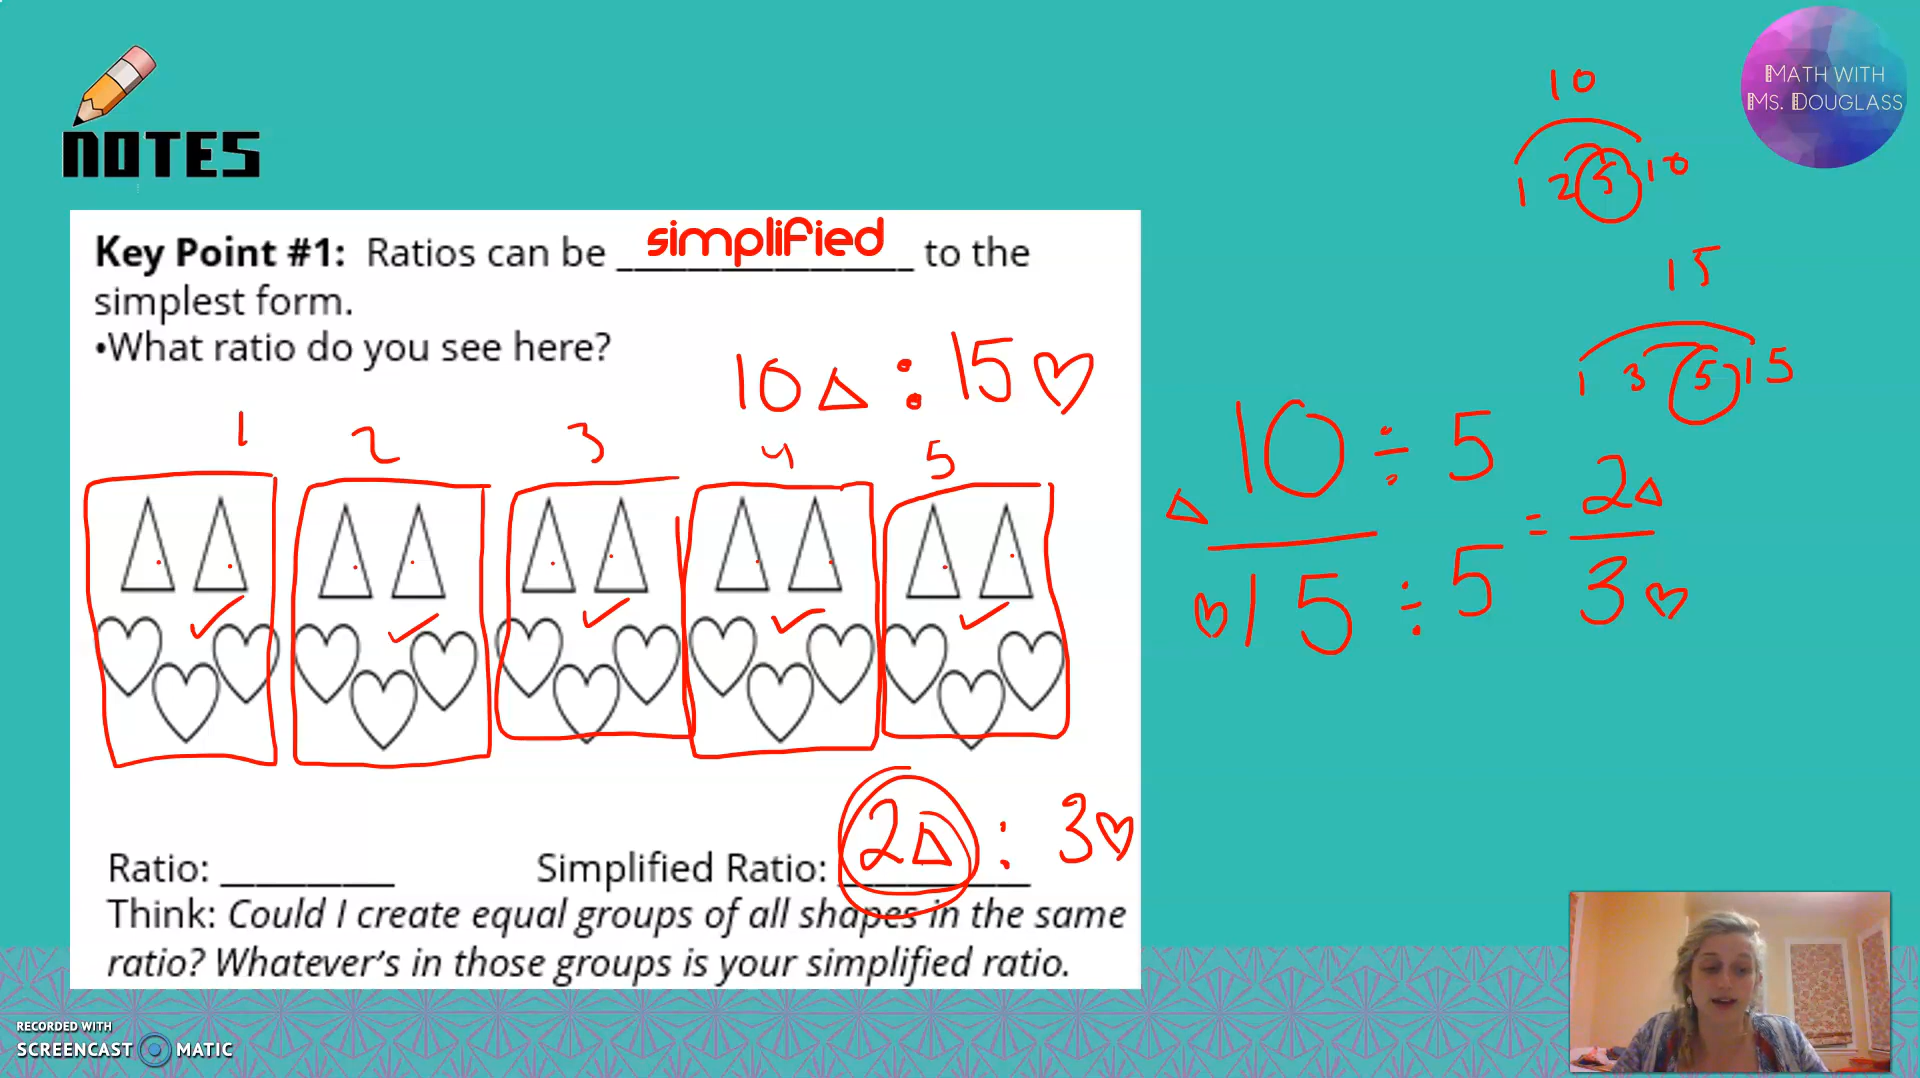 NOTES
MATH WITH
MS. DOUGLASS
Key Point #1: Ratios can be simplified to the
simplest form.
•What ratio do you see here?
10 △ : 15 ♡
1 2 3 4 5
Ratio: __________
Simplified Ratio: 2△ : 3♡
Think: Could I create equal groups of all shapes in the same
ratio? Whatever's in those groups is your simplified ratio.
10
1 2 5 10
15
1 3 5 15
△ 10 ÷ 5 = 2△
♡ 15 ÷ 5 3♡
RECORDED WITH
SCREENCAST MATIC